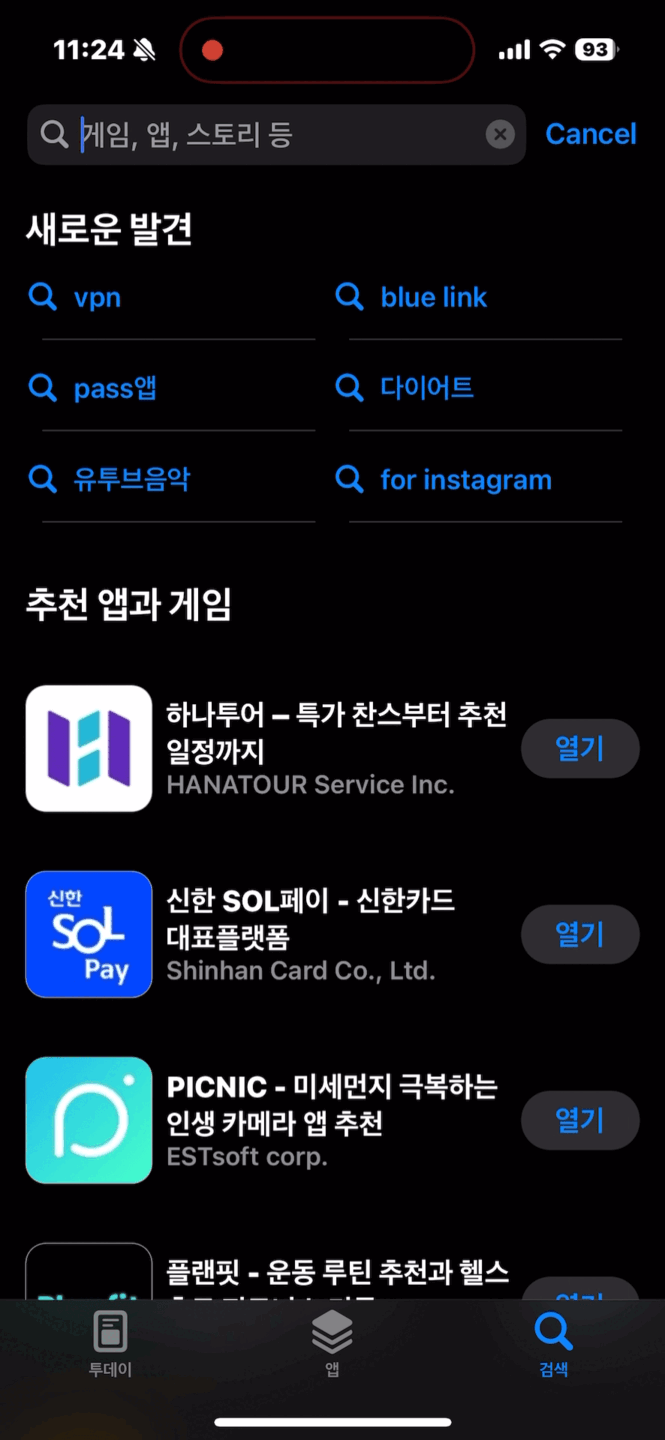 11:24
93
게임, 앱, 스토리 등
Cancel
새로운 발견
vpn
blue link
pass앱
다이어트
유투브음악
for instagram
추천 앱과 게임
하나투어 – 특가 찬스부터 추천
일정까지
HANATOUR Service Inc.
열기
신한
SOL
Pay
신한 SOL페이 - 신한카드
대표플랫폼
Shinhan Card Co., Ltd.
열기
PICNIC - 미세먼지 극복하는
인생 카메라 앱 추천
ESTsoft corp.
열기
플랜핏 - 운동 루틴 추천과 헬스
열기
투데이
앱
검색